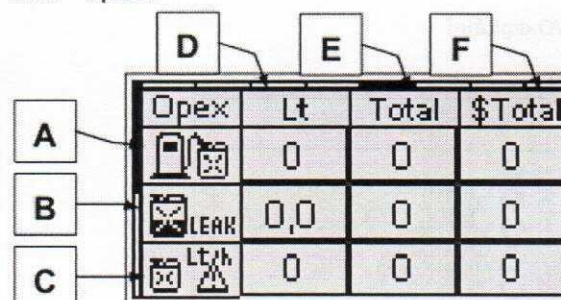 D E F
Opex Lt Total $Total
A 0 0 0
B LEAK 0,0 0 0
C Lt/h 0 0 0